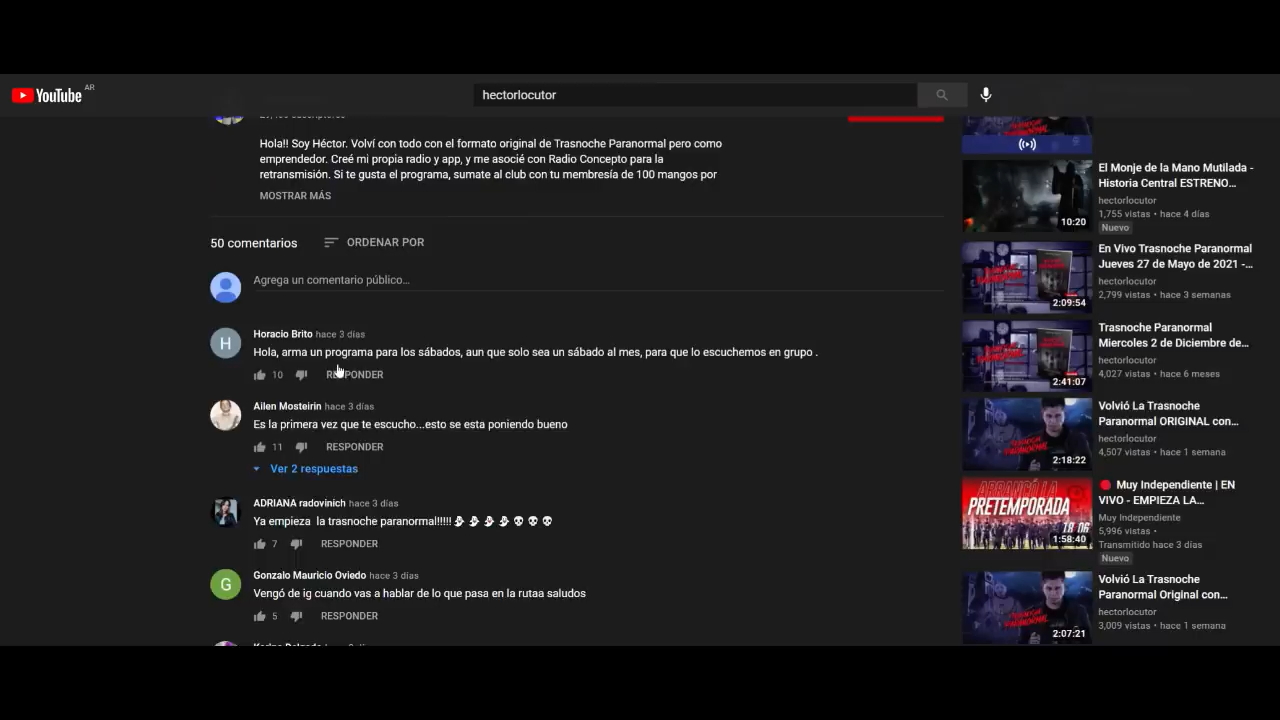 YouTube AR
hectorlocutor
Hola!! Soy Héctor. Volví con todo con el formato original de Trasnoche Paranormal pero como
emprendedor. Creé mi propia radio y app, y me asocié con Radio Concepto para la
retransmisión. Si te gusta el programa, sumate al club con tu membresía de 100 mangos por
MOSTRAR MÁS
50 comentarios
ORDENAR POR
Agrega un comentario público...
H
Horacio Brito hace 3 días
Hola, arma un programa para los sábados, aun que solo sea un sábado al mes, para que lo escuchemos en grupo .
10
RESPONDER
Ailen Mosteirin hace 3 días
Es la primera vez que te escucho...esto se esta poniendo bueno
11
RESPONDER
Ver 2 respuestas
ADRIANA radovinich hace 3 días
Ya empieza la trasnoche paranormal!!!!!
7
RESPONDER
G
Gonzalo Mauricio Oviedo hace 3 días
Vengó de ig cuando vas a hablar de lo que pasa en la rutaa saludos
5
RESPONDER
El Monje de la Mano Mutilada -
Historia Central ESTRENO...
hectorlocutor
1,755 vistas • hace 4 días
Nuevo
10:20
En Vivo Trasnoche Paranormal
Jueves 27 de Mayo de 2021 -...
hectorlocutor
2,799 vistas • hace 3 semanas
2:09:54
Trasnoche Paranormal
Miercoles 2 de Diciembre de...
hectorlocutor
4,027 vistas • hace 6 meses
2:41:07
Volvió La Trasnoche
Paranormal ORIGINAL con...
hectorlocutor
4,507 vistas • hace 1 semana
2:18:22
Muy Independiente | EN
VIVO - EMPIEZA LA...
Muy Independiente
5,996 vistas •
Transmitido hace 3 días
Nuevo
ARRANCÓ LA
PRETEMPORADA
18.06
1:58:40
Volvió La Trasnoche
Paranormal Original con...
hectorlocutor
3,009 vistas • hace 1 semana
2:07:21